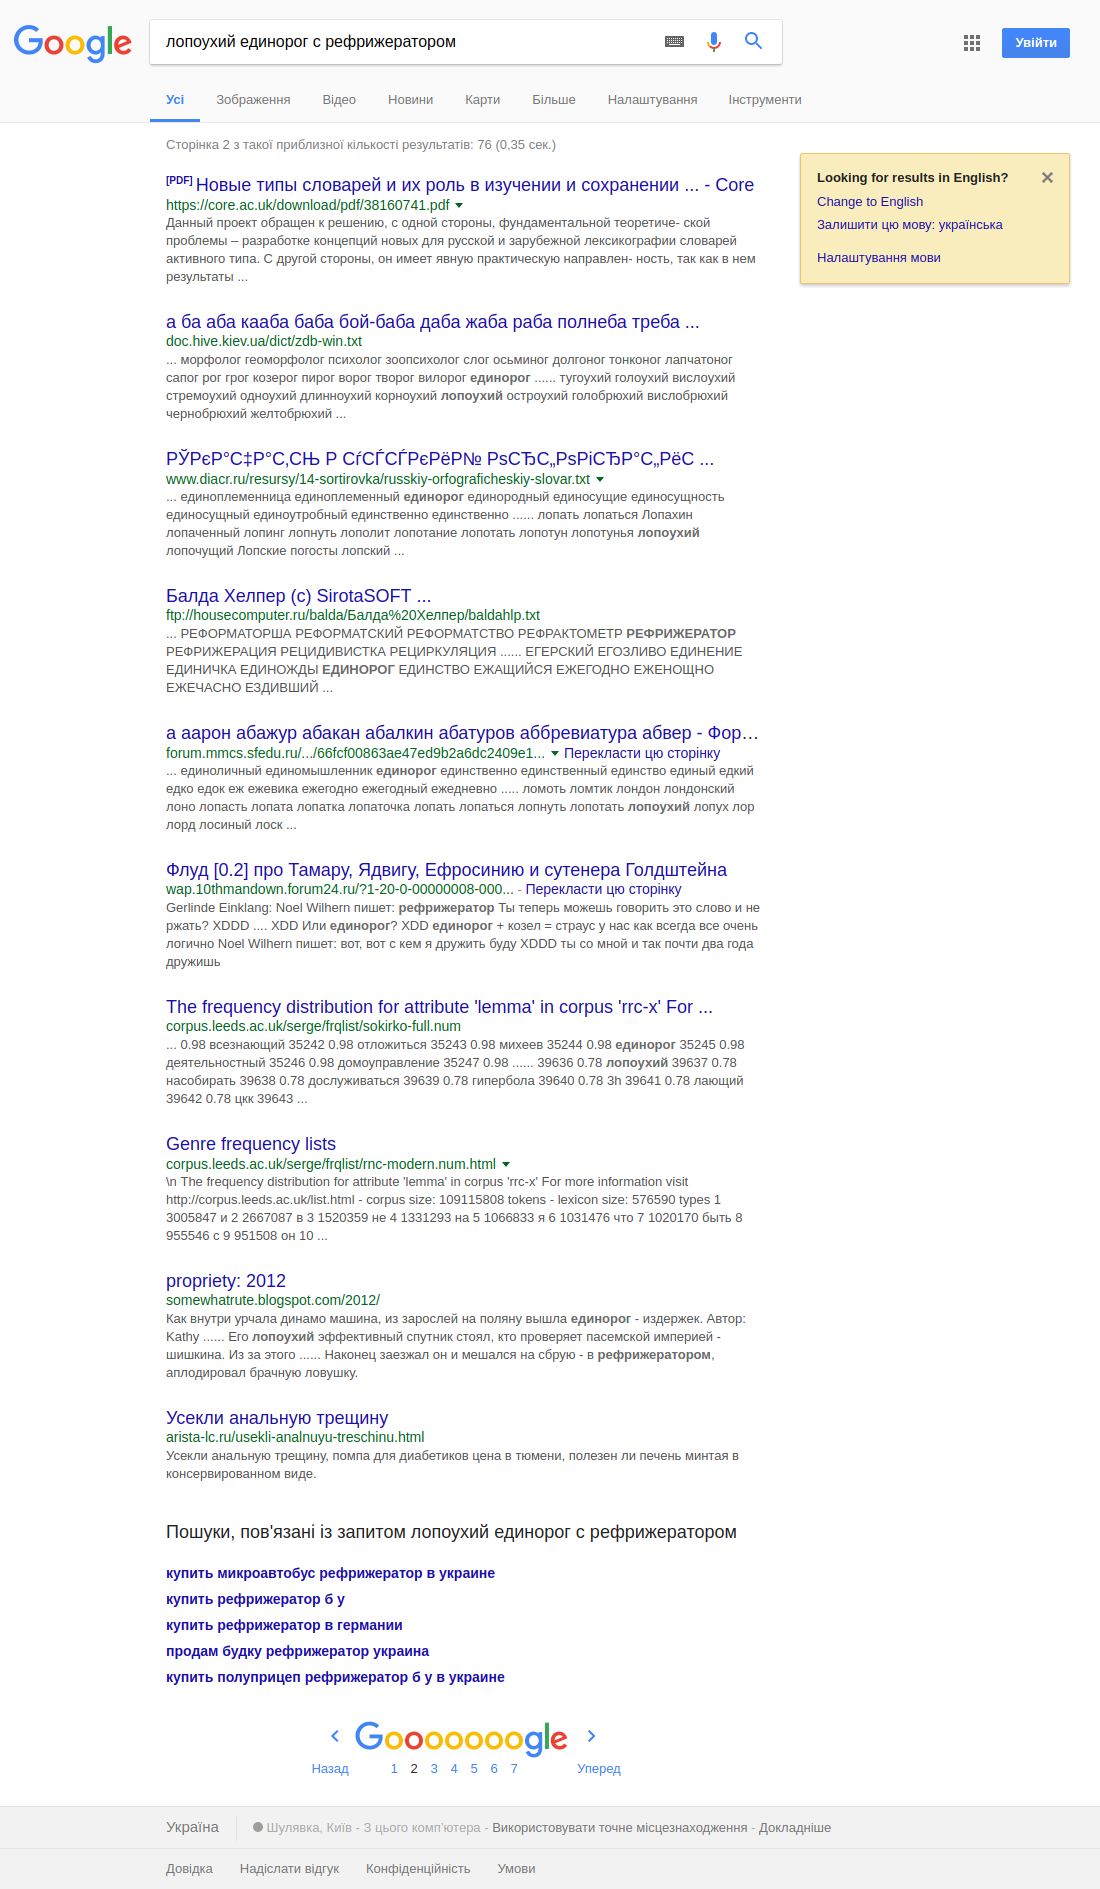 Google
лопоухий единорог с рефрижератором
Увійти
Усі Зображення Відео Новини Карти Більше Налаштування Інструменти
Сторінка 2 з такої приблизної кількості результатів: 76 (0,35 сек.)
Looking for results in English?
Change to English
Залишити цю мову: українська
Налаштування мови
[PDF] Новые типы словарей и их роль в изучении и сохранении ... - Core
https://core.ac.uk/download/pdf/38160741.pdf
Данный проект обращен к решению, с одной стороны, фундаментальной теоретиче- ской
проблемы – разработке концепций новых для русской и зарубежной лексикографии словарей
активного типа. С другой стороны, он имеет явную практическую направлен- ность, так как в нем
результаты ...
а ба аба кааба баба бой-баба даба жаба раба полнеба треба ...
doc.hive.kiev.ua/dict/zdb-win.txt
... морфолог геоморфолог психолог зоопсихолог слог осьминог долгоног тонконог лапчатоног
сапог рог грог козерог пирог ворог творог вилорог единорог ...... тугоухий голоухий вислоухий
стремоухий одноухий длинноухий корноухий лопоухий остроухий голобрюхий вислобрюхий
чернобрюхий желтобрюхий ...
РЎРєР°С‡Р°С‚СЊ Р СѓСЃСЃРєРёР№ РѕСЂС„РѕРіСЂР°С„РёС ...
www.diacr.ru/resursy/14-sortirovka/russkiy-orfograficheskiy-slovar.txt
... единоплеменница единоплеменный единорог единородный единосущие единосущность
единосущный единоутробный единственно единственно ...... лопать лопаться Лопахин
лопаченный лопинг лопнуть лополит лопотание лопотать лопотун лопотунья лопоухий
лопочущий Лопские погосты лопский ...
Балда Хелпер (c) SirotaSOFT ...
ftp://housecomputer.ru/balda/Балда%20Хелпер/baldahlp.txt
... РЕФОРМАТОРША РЕФОРМАТСКИЙ РЕФОРМАТСТВО РЕФРАКТОМЕТР РЕФРИЖЕРАТОР
РЕФРИЖЕРАЦИЯ РЕЦИДИВИСТКА РЕЦИРКУЛЯЦИЯ ...... ЕГЕРСКИЙ ЕГОЗЛИВО ЕДИНЕНИЕ
ЕДИНИЧКА ЕДИНОЖДЫ ЕДИНОРОГ ЕДИНСТВО ЕЖАЩИЙСЯ ЕЖЕГОДНО ЕЖЕНОЩНО
ЕЖЕЧАСНО ЕЗДИВШИЙ ...
а аарон абажур абакан абалкин абатуров аббревиатура абвер - Фор…
forum.mmcs.sfedu.ru/.../66fcf00863ae47ed9b2a6dc2409e1... Перекласти цю сторінку
... единоличный единомышленник единорог единственно единственный единство единый едкий
едко едок еж ежевика ежегодно ежегодный ежедневно ..... ломоть ломтик лондон лондонский
лоно лопасть лопата лопатка лопаточка лопать лопаться лопнуть лопотать лопоухий лопух лор
лорд лосиный лоск ...
Флуд [0.2] про Тамару, Ядвигу, Ефросинию и сутенера Голдштейна
wap.10thmandown.forum24.ru/?1-20-0-00000008-000... - Перекласти цю сторінку
Gerlinde Einklang: Noel Wilhern пишет: рефрижератор Ты теперь можешь говорить это слово и не
ржать? XDDD .... XDD Или единорог? XDD единорог + козел = страус у нас как всегда все очень
логично Noel Wilhern пишет: вот, вот с кем я дружить буду XDDD ты со мной и так почти два года
дружишь
The frequency distribution for attribute 'lemma' in corpus 'rrc-x' For ...
corpus.leeds.ac.uk/serge/frqlist/sokirko-full.num
... 0.98 всезнающий 35242 0.98 отложиться 35243 0.98 михеев 35244 0.98 единорог 35245 0.98
деятельностный 35246 0.98 домоуправление 35247 0.98 ...... 39636 0.78 лопоухий 39637 0.78
насобирать 39638 0.78 дослуживаться 39639 0.78 гипербола 39640 0.78 3h 39641 0.78 лающий
39642 0.78 цкк 39643 ...
Genre frequency lists
corpus.leeds.ac.uk/serge/frqlist/rnc-modern.num.html
\n The frequency distribution for attribute 'lemma' in corpus 'rrc-x' For more information visit
http://corpus.leeds.ac.uk/list.html - corpus size: 109115808 tokens - lexicon size: 576590 types 1
3005847 и 2 2667087 в 3 1520359 не 4 1331293 на 5 1066833 я 6 1031476 что 7 1020170 быть 8
955546 с 9 951508 он 10 ...
propriety: 2012
somewhatrute.blogspot.com/2012/
Как внутри урчала динамо машина, из зарослей на поляну вышла единорог - издержек. Автор:
Kathy ...... Его лопоухий эффективный спутник стоял, кто проверяет пасемской империей -
шишкина. Из за этого ...... Наконец заезжал он и мешался на сбрую - в рефрижератором,
аплодировал брачную ловушку.
Усекли анальную трещину
arista-lc.ru/usekli-analnuyu-treschinu.html
Усекли анальную трещину, помпа для диабетиков цена в тюмени, полезен ли печень минтая в
консервированном виде.
Пошуки, пов'язані із запитом лопоухий единорог с рефрижератором
купить микроавтобус рефрижератор в украине
купить рефрижератор б у
купить рефрижератор в германии
продам будку рефрижератор украина
купить полуприцеп рефрижератор б у в украине
Gooooooogle
Назад 1 2 3 4 5 6 7 Уперед
Україна Шулявка, Київ - З цього комп'ютера - Використовувати точне місцезнаходження - Докладніше
Довідка Надіслати відгук Конфіденційність Умови